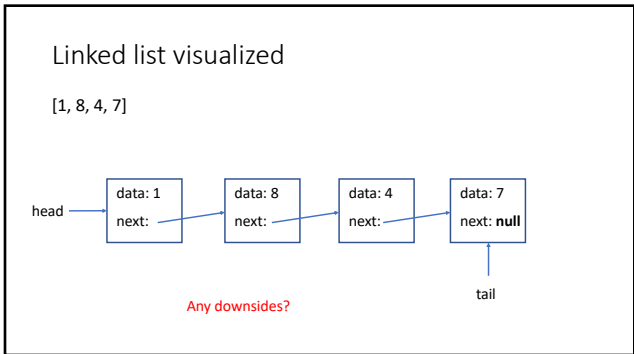 Linked list visualized
[1, 8, 4, 7]
head
data: 1
next:
data: 8
next:
data: 4
next:
data: 7
next: null
tail
Any downsides?